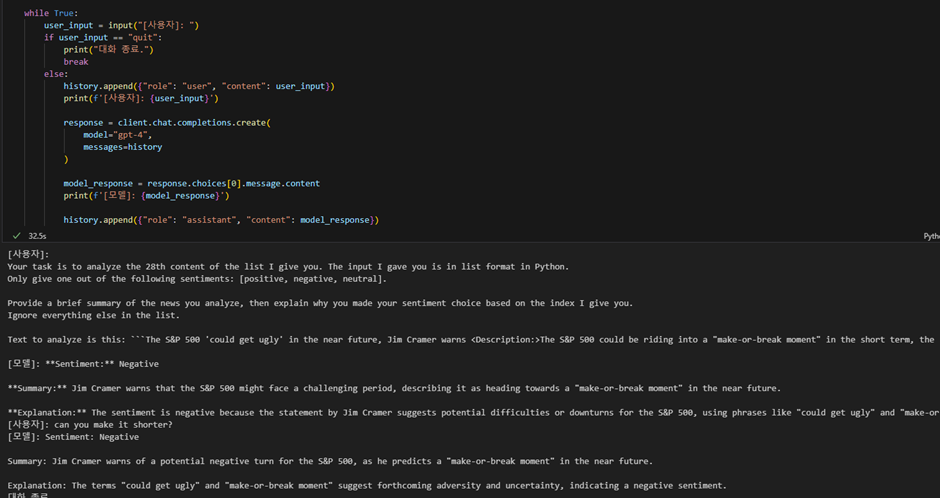 while True:
user_input = input("[사용자]: ")
if user_input == "quit":
print("대화 종료.")
break
else:
history.append({"role": "user", "content": user_input})
print(f'[사용자]: {user_input}')
response = client.chat.completions.create(
model="gpt-4",
messages=history
)
model_response = response.choices[0].message.content
print(f'[모델]: {model_response}')
history.append({"role": "assistant", "content": model_response})
32.5s
[사용자]:
Your task is to analyze the 28th content of the list I give you. The input I gave you is in list format in Python.
Only give one out of the following sentiments: [positive, negative, neutral].
Provide a brief summary of the news you analyze, then explain why you made your sentiment choice based on the index I give you.
Ignore everything else in the list.
Text to analyze is this: ```The S&P 500 'could get ugly' in the near future, Jim Cramer warns <Description:>The S&P 500 could be riding into a "make-or-break moment" in the short term, the
[모델]: **Sentiment:** Negative
**Summary:** Jim Cramer warns that the S&P 500 might face a challenging period, describing it as heading towards a "make-or-break moment" in the near future.
**Explanation:** The sentiment is negative because the statement by Jim Cramer suggests potential difficulties or downturns for the S&P 500, using phrases like "could get ugly" and "make-or
[사용자]: can you make it shorter?
[모델]: Sentiment: Negative
Summary: Jim Cramer warns of a potential negative turn for the S&P 500, as he predicts a "make-or-break moment" in the near future.
Explanation: The terms "could get ugly" and "make-or-break moment" suggest forthcoming adversity and uncertainty, indicating a negative sentiment.
대화 종료